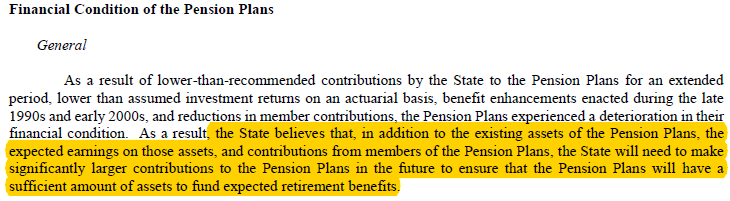 Financial Condition of the Pension Plans
General
As a result of lower-than-recommended contributions by the State to the Pension Plans for an extended
period, lower than assumed investment returns on an actuarial basis, benefit enhancements enacted during the late
1990s and early 2000s, and reductions in member contributions, the Pension Plans experienced a deterioration in their
financial condition.  As a result, the State believes that, in addition to the existing assets of the Pension Plans, the
expected earnings on those assets, and contributions from members of the Pension Plans, the State will need to make
significantly larger contributions to the Pension Plans in the future to ensure that the Pension Plans will have a
sufficient amount of assets to fund expected retirement benefits.